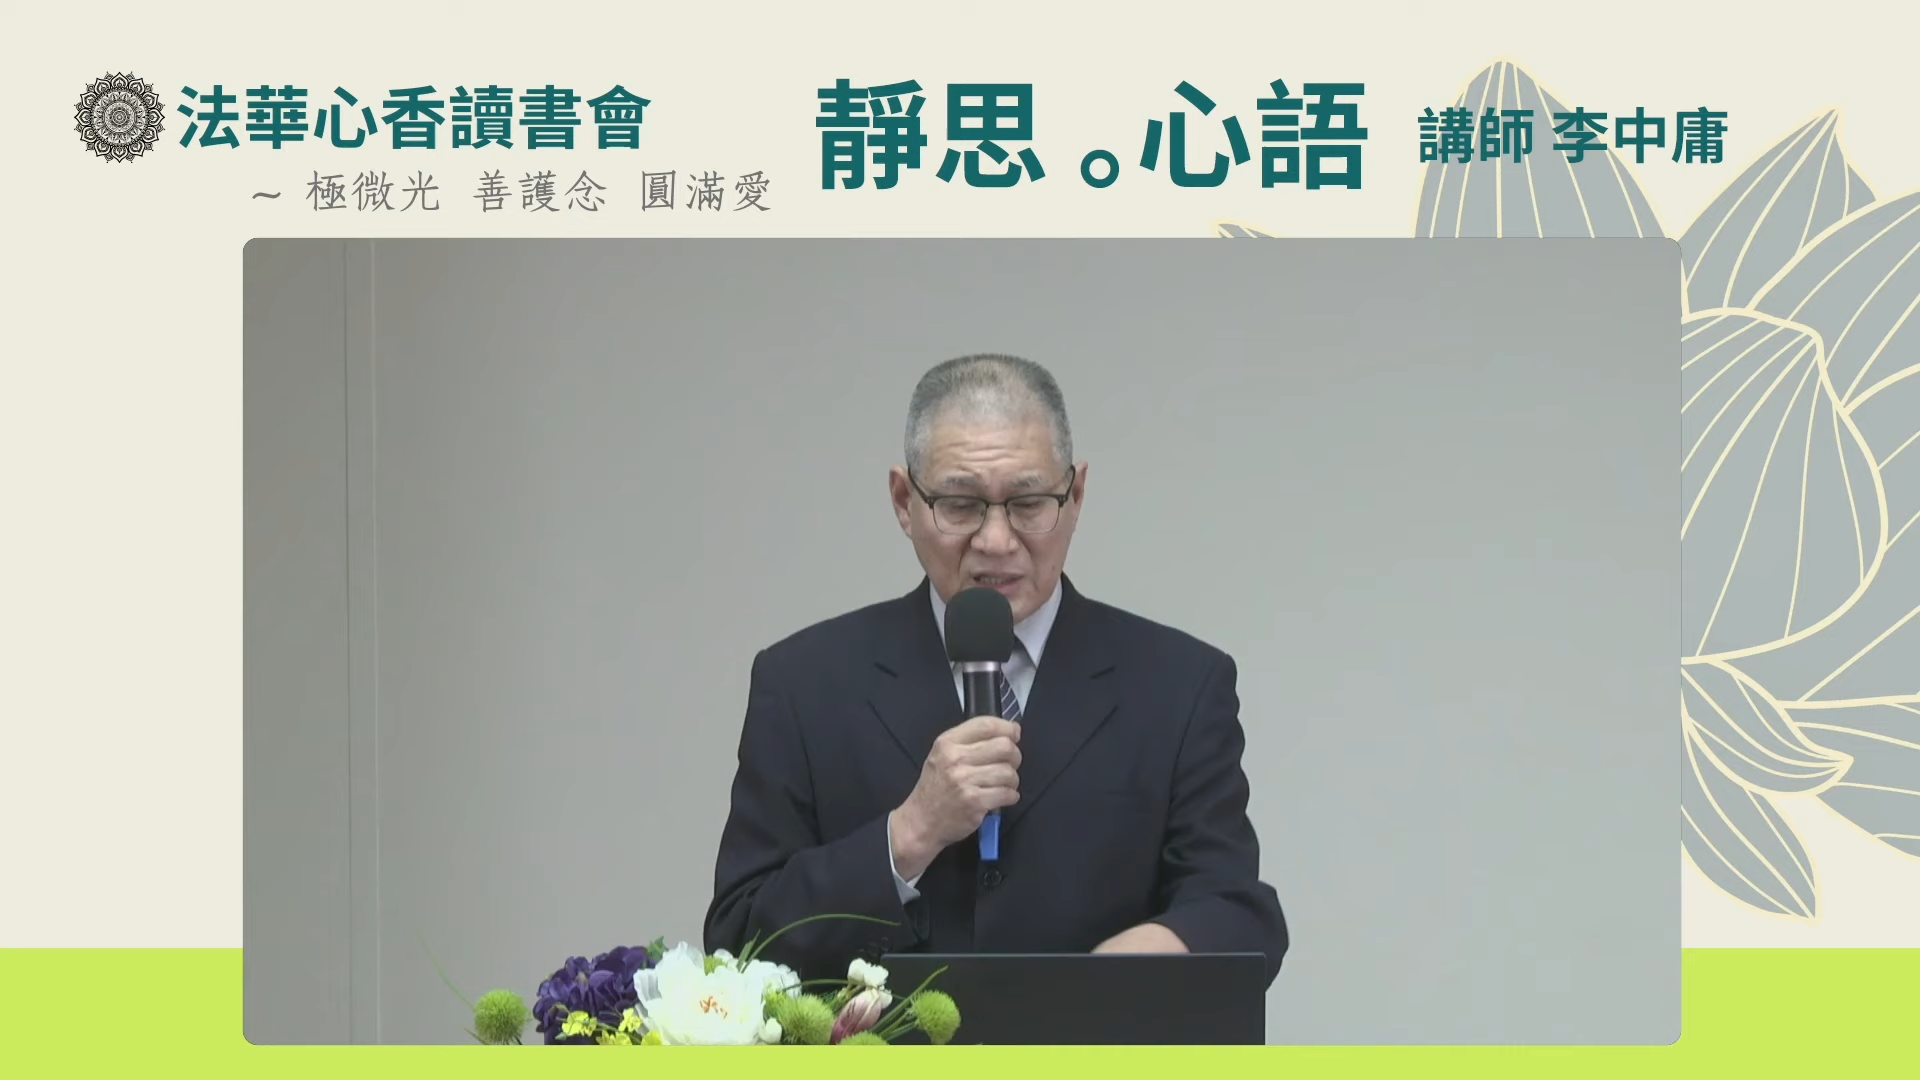 法華心香讀書會
~ 極微光 善護念 圓滿愛
靜思。心語
講師 李中庸